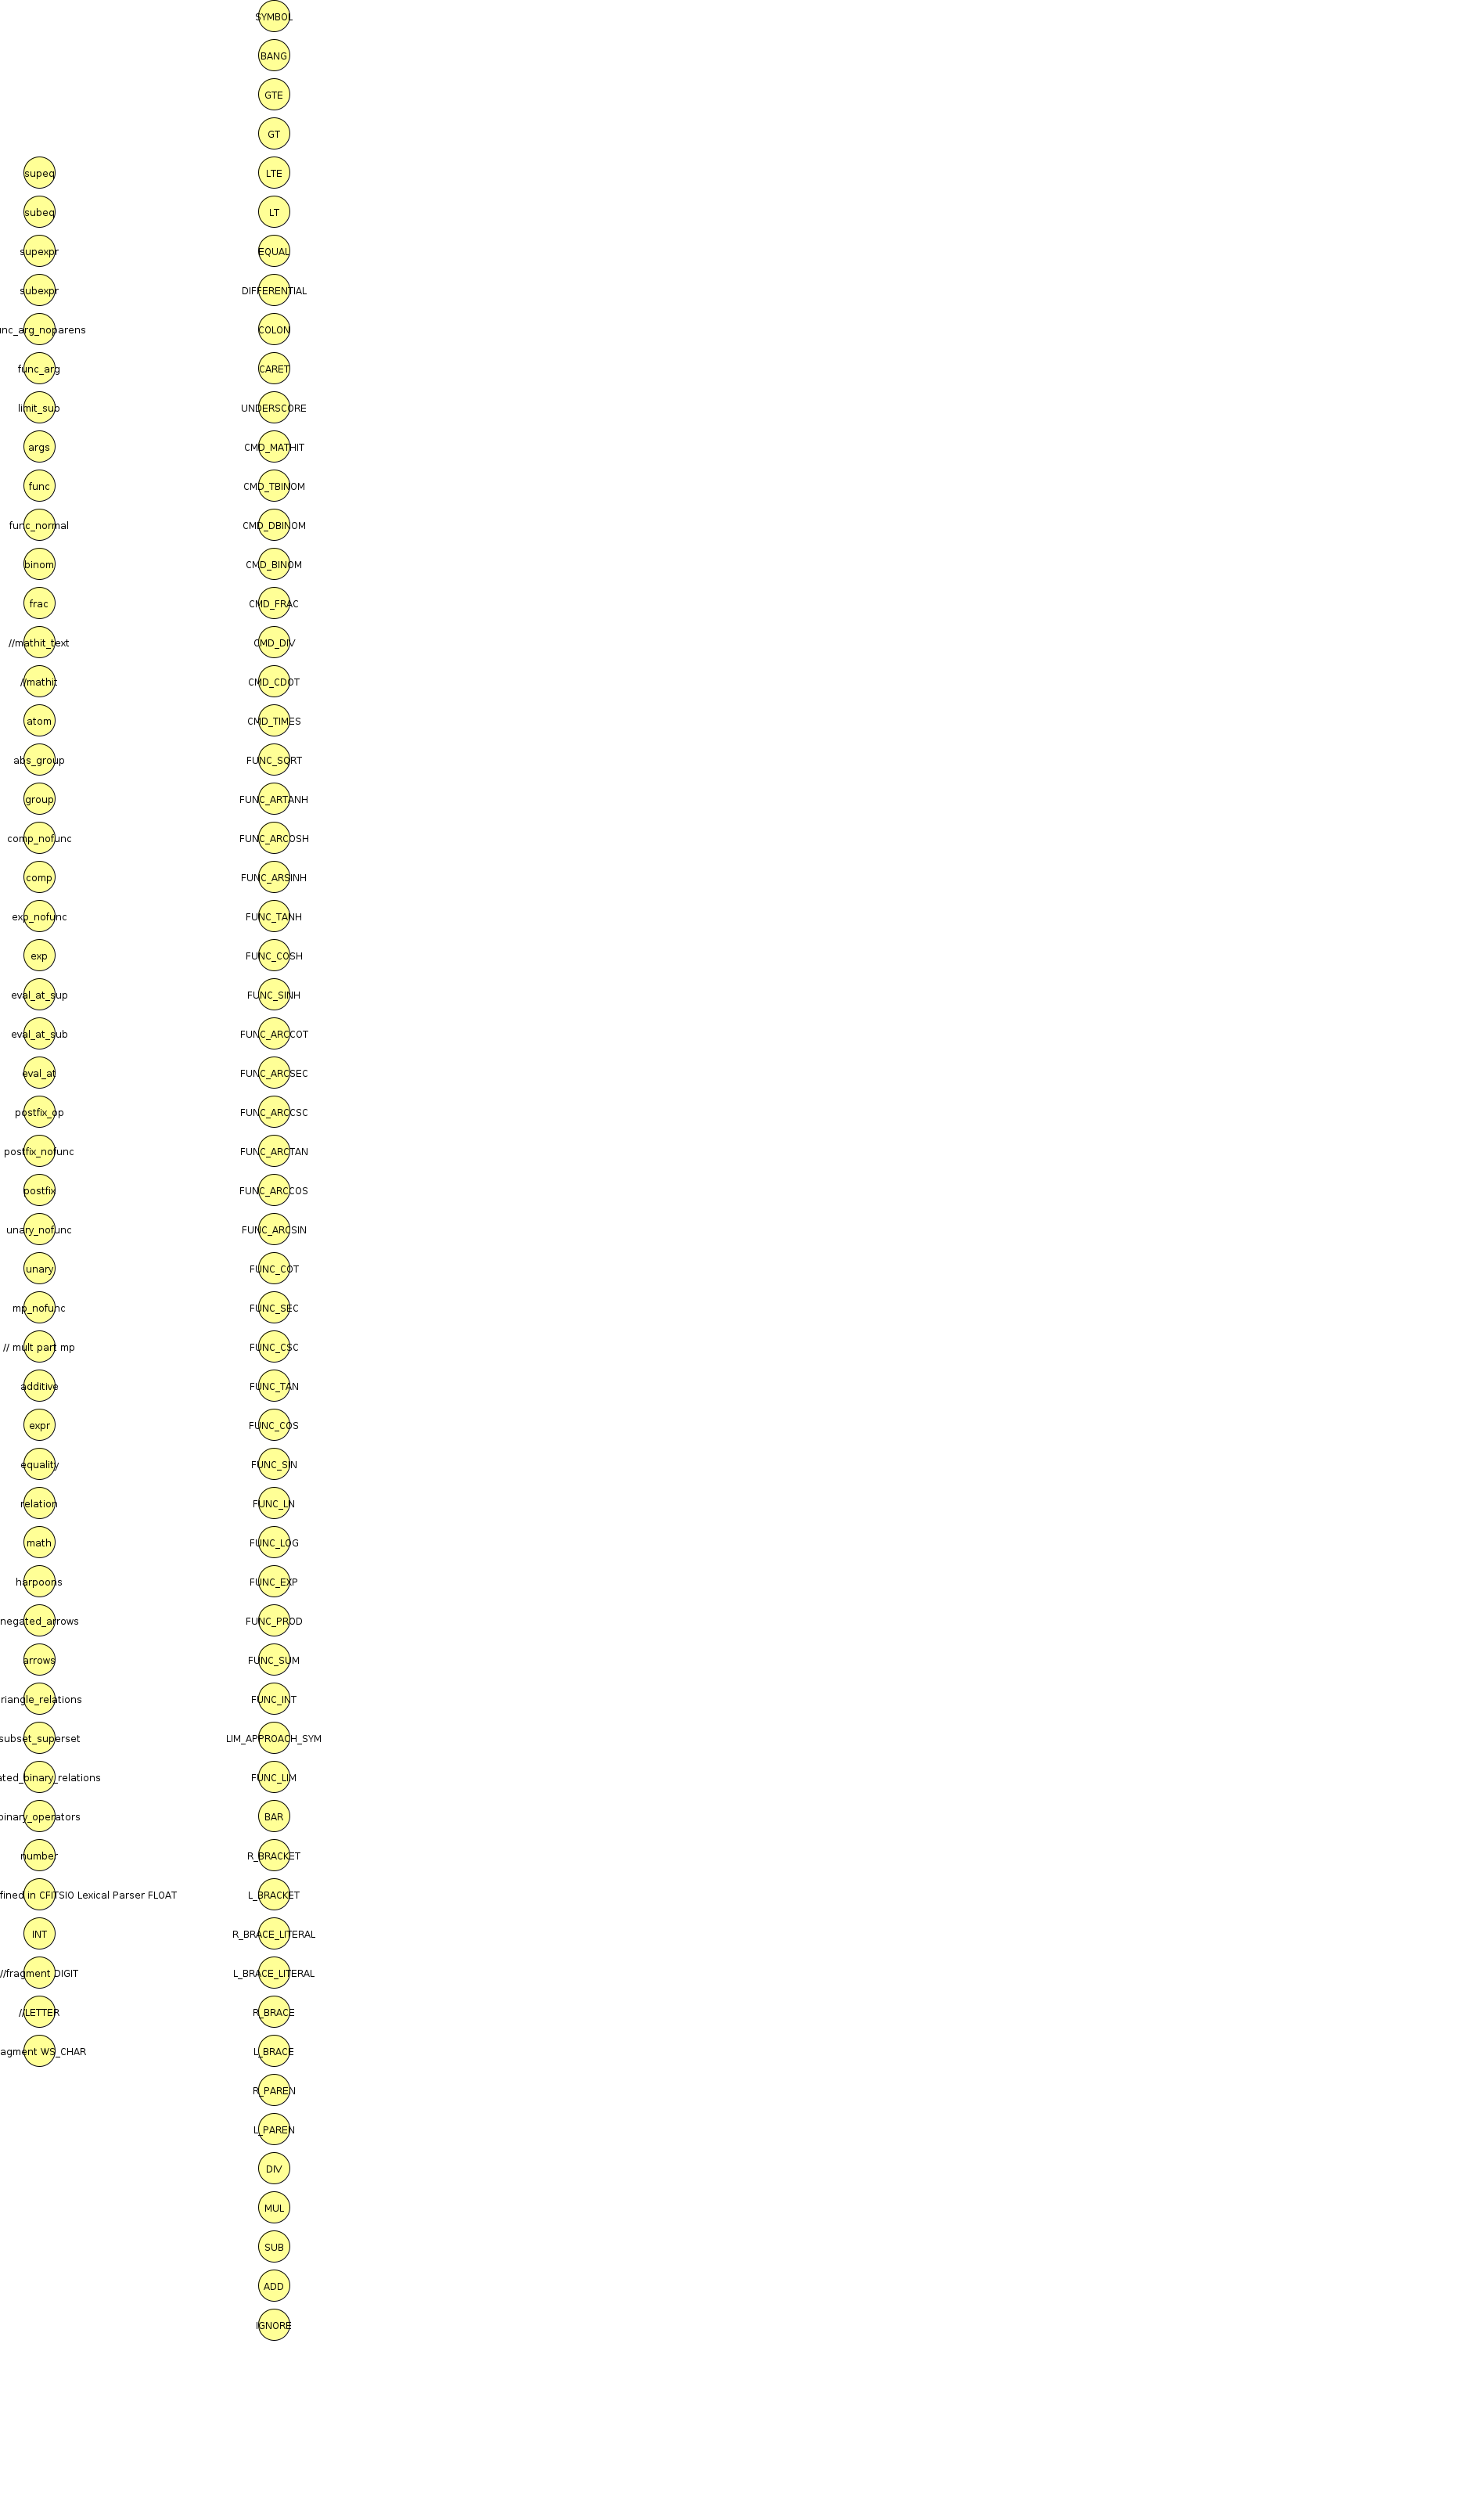 SYMBOL
BANG
GTE
GT
supeq LTE
subeq LT
supexpr EQUAL
subexpr DIFFERENTIAL
nc_arg_noparens COLON
func_arg CARET
limit_sub UNDERSCORE
args CMD_MATHIT
func CMD_TBINOM
func_normal CMD_DBINOM
binom CMD_BINOM
frac CMD_FRAC
//mathit_text CMD_DIV
//mathit CMD_CDOT
atom CMD_TIMES
abs_group FUNC_SQRT
group FUNC_ARTANH
comp_nofunc FUNC_ARCOSH
comp FUNC_ARSINH
exp_nofunc FUNC_TANH
exp FUNC_COSH
eval_at_sup FUNC_SINH
eval_at_sub FUNC_ARCCOT
eval_at FUNC_ARCSEC
postfix_op FUNC_ARCCSC
postfix_nofunc FUNC_ARCTAN
postfix FUNC_ARCCOS
unary_nofunc FUNC_ARCSIN
unary FUNC_COT
mp_nofunc FUNC_SEC
// mult part mp FUNC_CSC
additive FUNC_TAN
expr FUNC_COS
equality FUNC_SIN
relation FUNC_LN
math FUNC_LOG
harpoons FUNC_EXP
negated_arrows FUNC_PROD
arrows FUNC_SUM
riangle_relations FUNC_INT
subset_superset LIM_APPROACH_SYM
ated_binary_relations FUNC_LIM
binary_operators BAR
number R_BRACKET
fined in CFITSIO Lexical Parser FLOAT L_BRACKET
INT R_BRACE_LITERAL
//fragment DIGIT L_BRACE_LITERAL
//LETTER R_BRACE
agment WS_CHAR L_BRACE
R_PAREN
L_PAREN
DIV
MUL
SUB
ADD
IGNORE